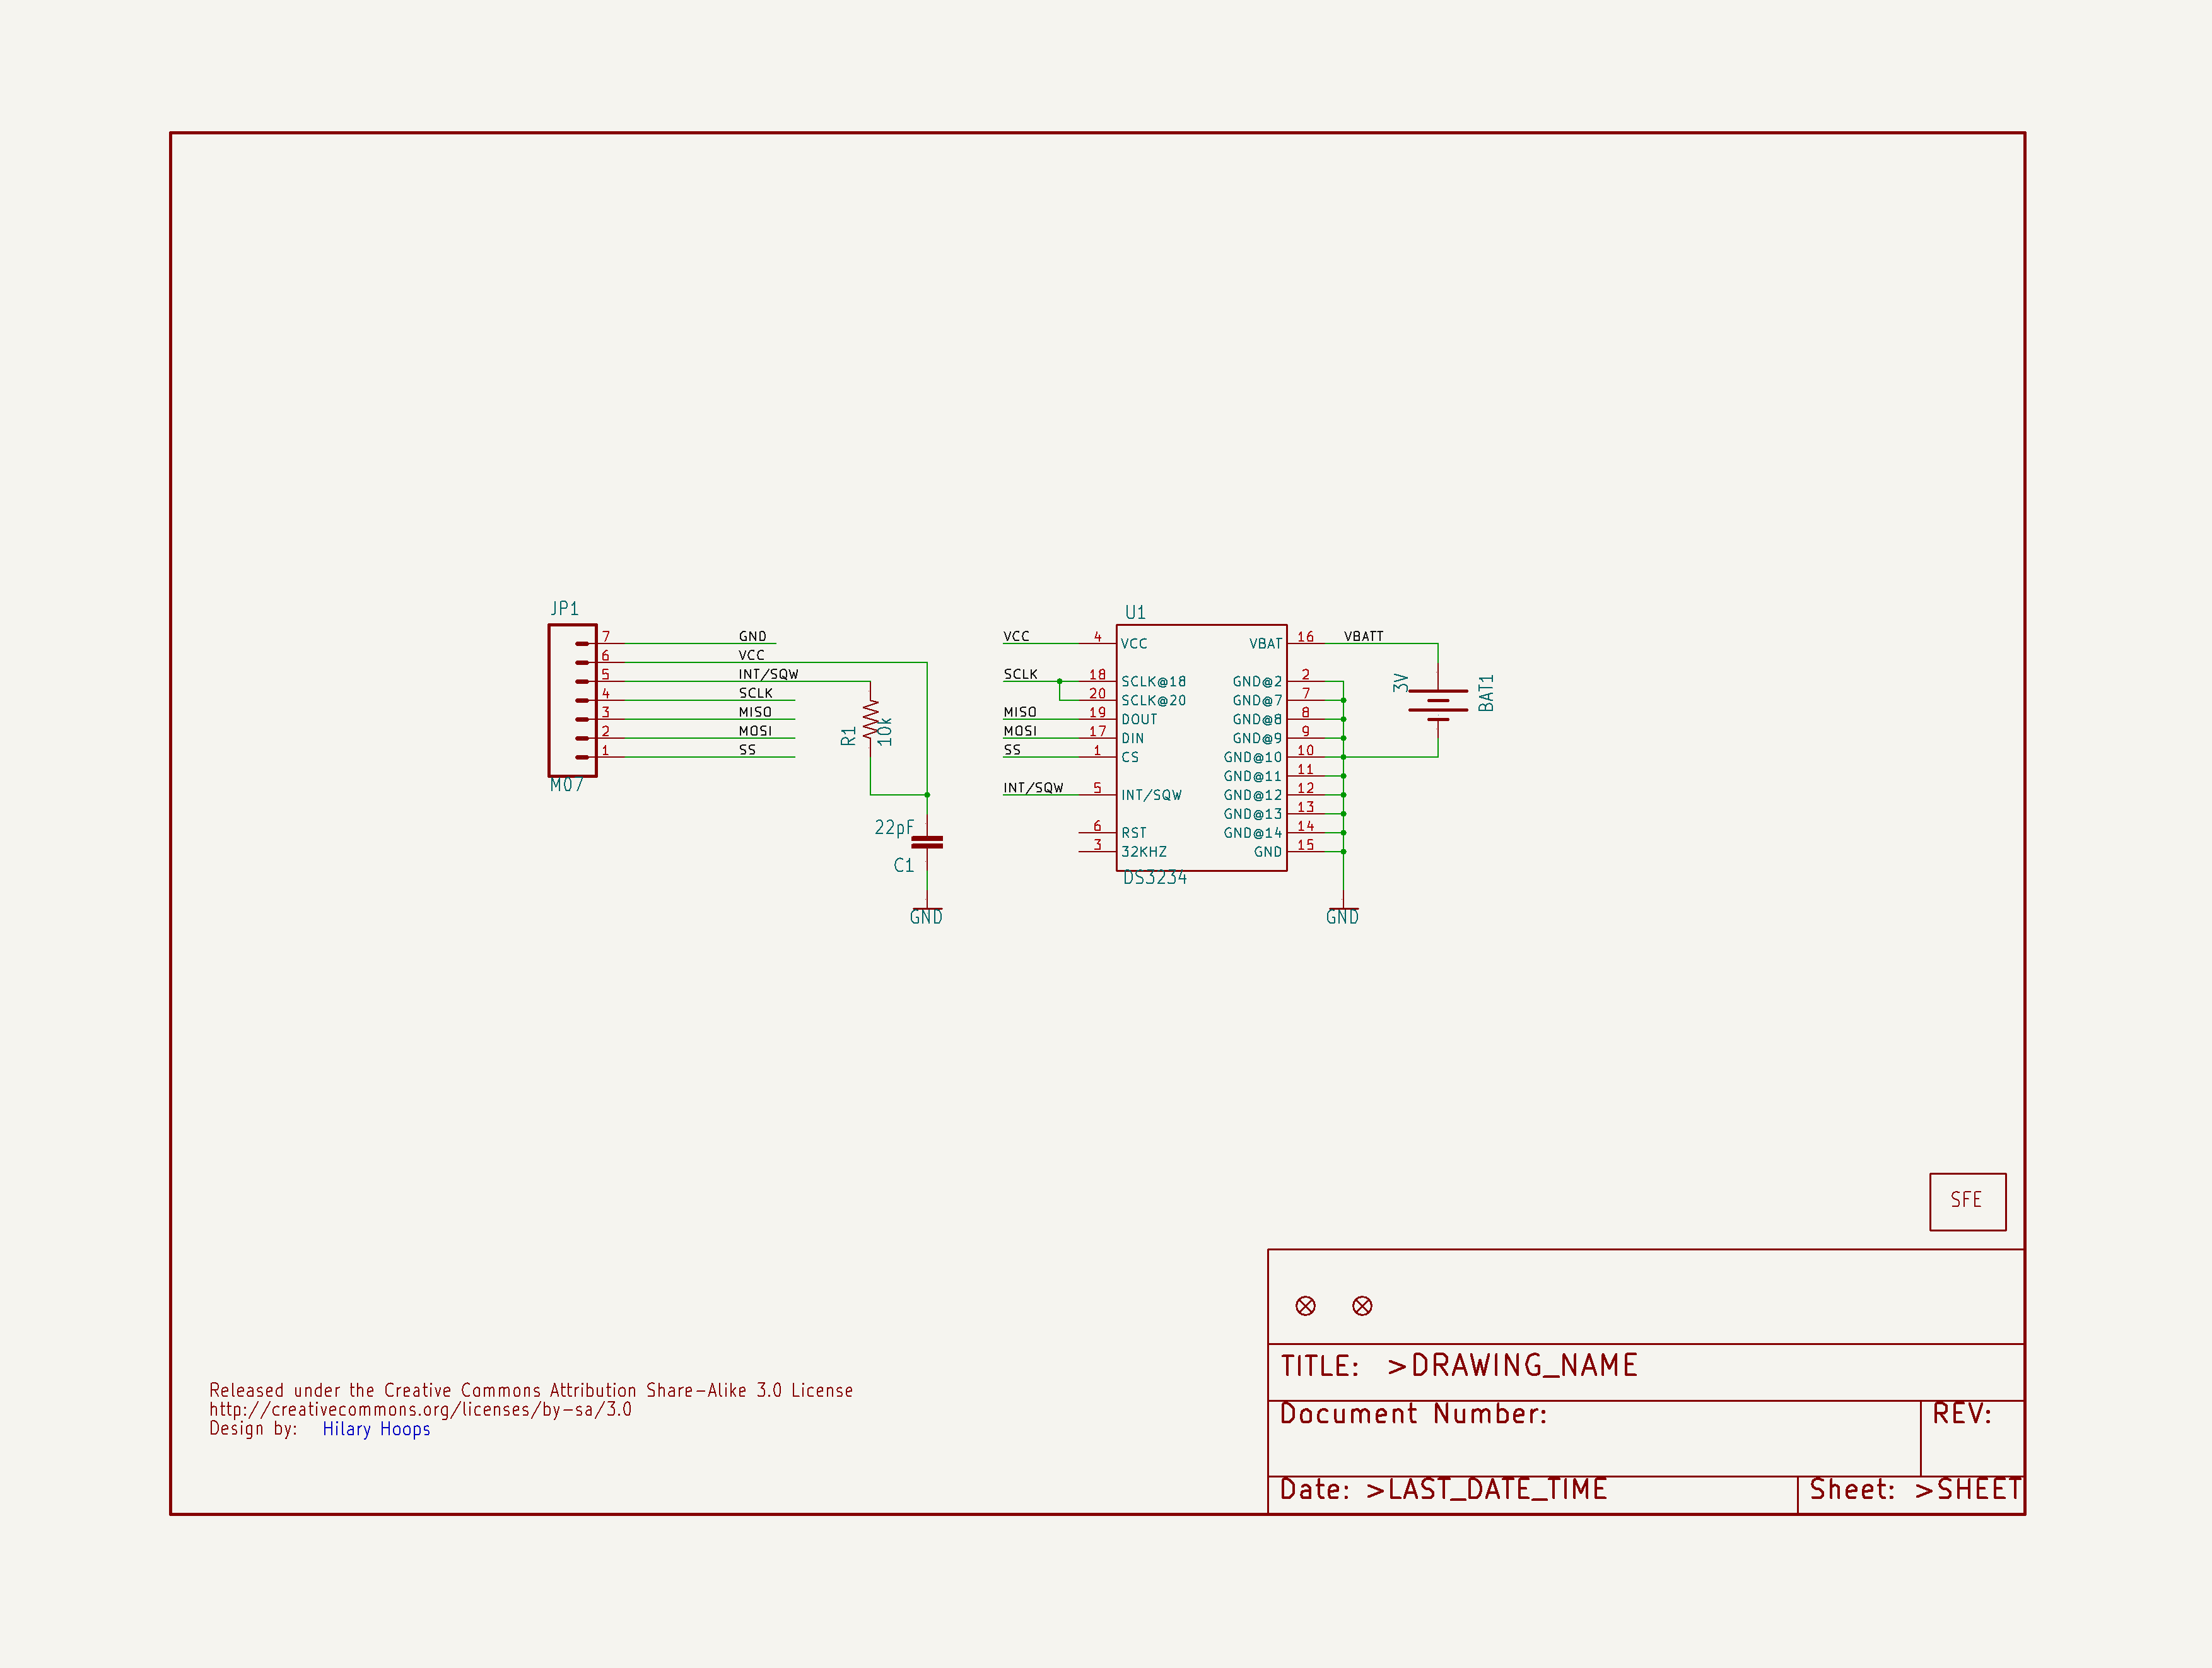 JP1
7 GND
6 VCC
5 INT/SQW
4 SCLK
3 MISO
2 MOSI
1 SS
M07
R1
10k
22pF
C1
GND
U1
VCC 4 VCC
SCLK 18 SCLK@18
20 SCLK@20
MISO 19 DOUT
MOSI 17 DIN
SS 1 CS
INT/SQW 5 INT/SQW
6 RST
3 32KHZ
VBAT 16 VBATT
GND@2 2
GND@7 7
GND@8 8
GND@9 9
GND@10 10
GND@11 11
GND@12 12
GND@13 13
GND@14 14
GND 15
DS3234
GND
3V
BAT1
SFE
TITLE: >DRAWING_NAME
Document Number:
REV:
Date: >LAST_DATE_TIME
Sheet: >SHEET
Released under the Creative Commons Attribution Share-Alike 3.0 License
http://creativecommons.org/licenses/by-sa/3.0
Design by: Hilary Hoops